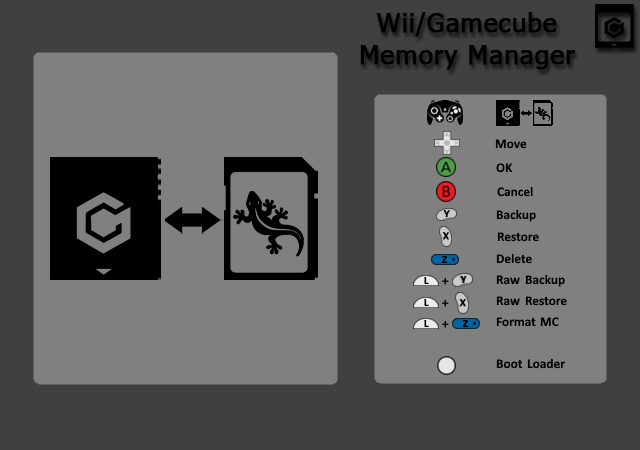 Wii/Gamecube
Memory Manager
Move
A OK
B Cancel
Y Backup
X Restore
Z Delete
L + Y Raw Backup
L + X Raw Restore
L + Z Format MC
Boot Loader